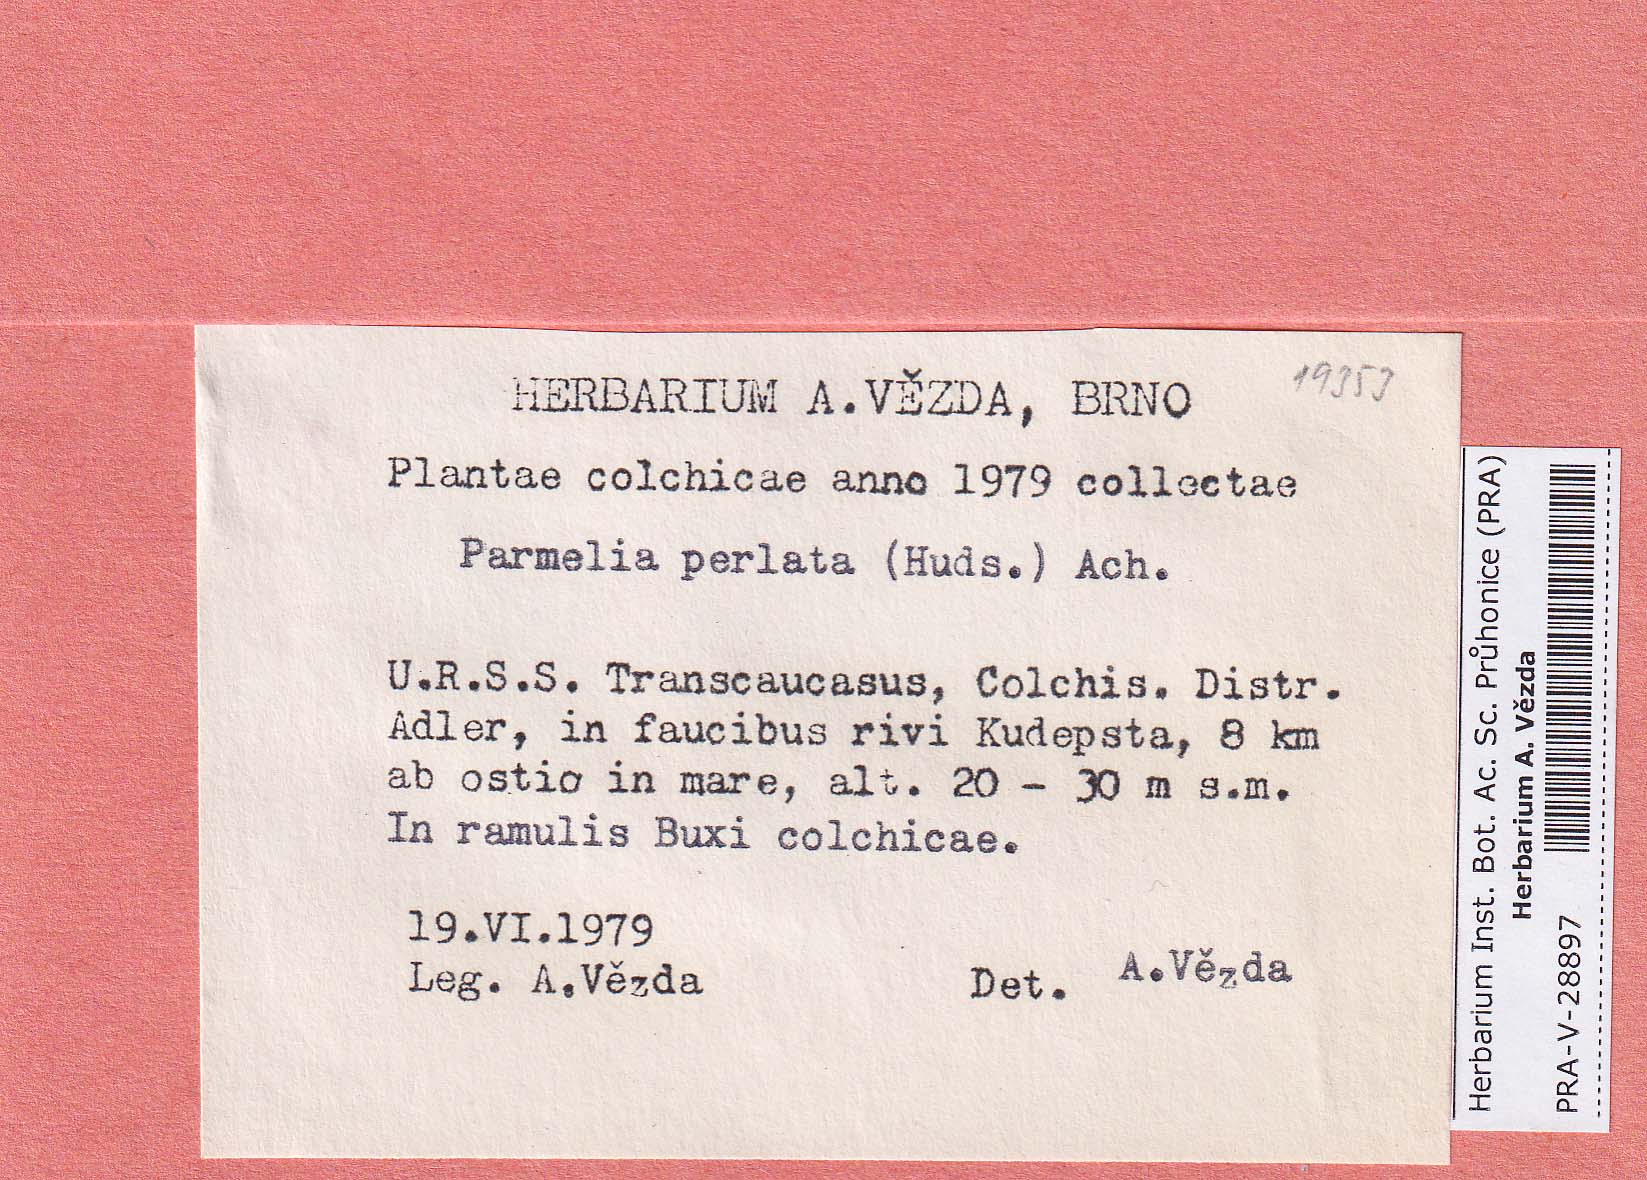 19353
HERBARIUM A.VĚZDA, BRNO
Plantae colchicae anno 1979 collectae
Parmelia perlata (Huds.) Ach.
U.R.S.S. Transcaucasus, Colchis. Distr.
Adler, in faucibus rivi Kudepsta, 8 km
ab ostio in mare, alt. 20 - 30 m s.m.
In ramulis Buxi colchicae.
19.VI.1979
Leg. A.Vězda
Det. A.Vězda
Herbarium Inst. Bot. Ac. Sc. Průhonice (PRA)
Herbarium A. Vězda
PRA-V-28897